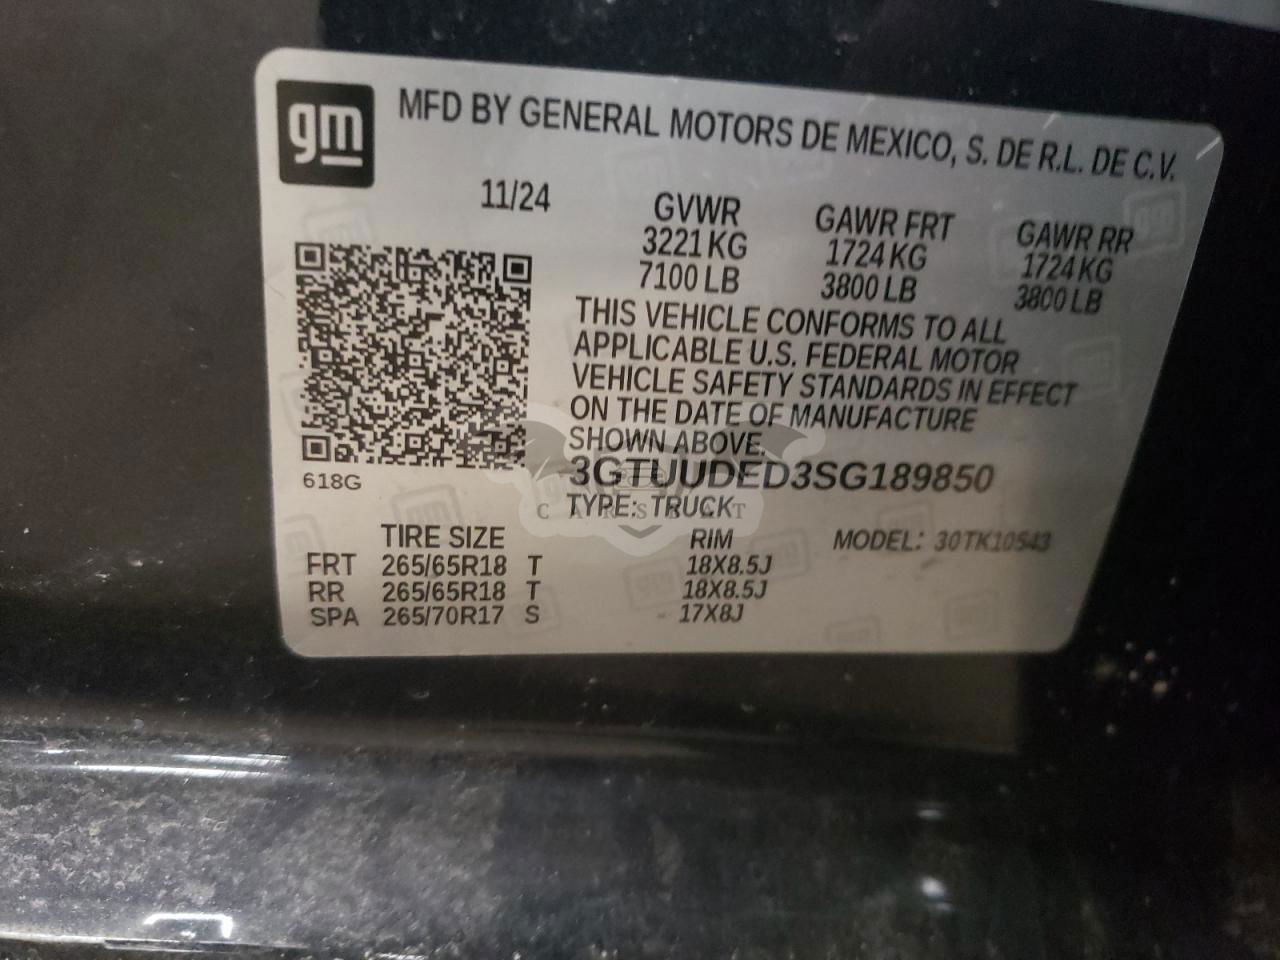 gm
MFD BY GENERAL MOTORS DE MEXICO, S. DE R.L. DE C.V.
11/24
GVWR GAWR FRT GAWR RR
3221 KG 1724 KG 1724 KG
7100 LB 3800 LB 3800 LB
THIS VEHICLE CONFORMS TO ALL
APPLICABLE U.S. FEDERAL MOTOR
VEHICLE SAFETY STANDARDS IN EFFECT
ON THE DATE OF MANUFACTURE
SHOWN ABOVE.
618G
3GTUUDED3SG189850
TYPE: TRUCK
CARSBAT
TIRE SIZE RIM MODEL: 30TK10543
FRT 265/65R18 T 18X8.5J
RR 265/65R18 T 18X8.5J
SPA 265/70R17 S 17X8J